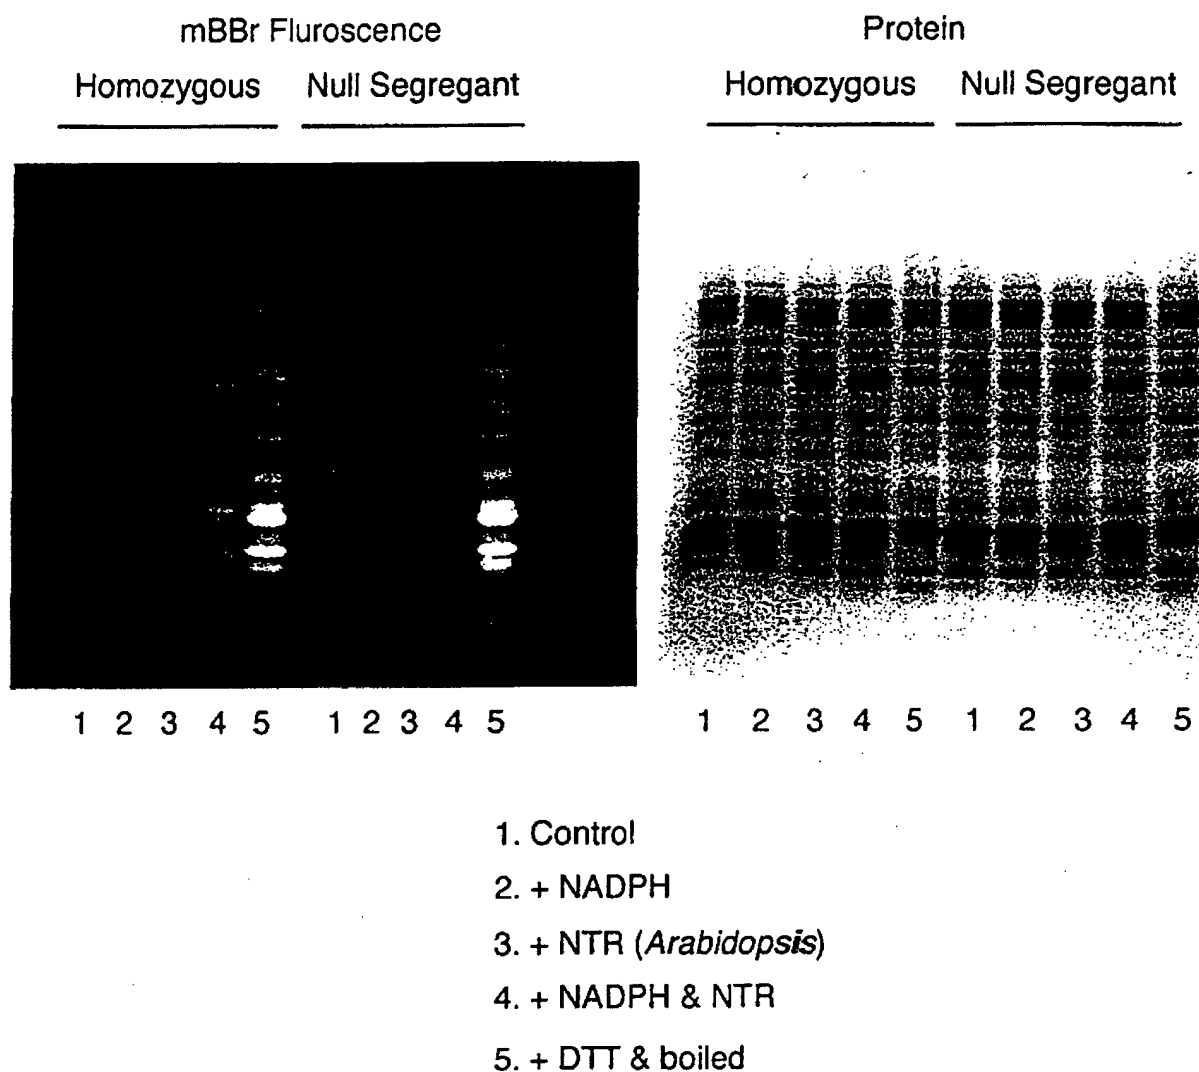 mBBr Fluroscence
Protein
Homozygous Null Segregant
Homozygous Null Segregant
1 2 3 4 5 1 2 3 4 5
1 2 3 4 5 1 2 3 4 5
1. Control
2. + NADPH
3. + NTR (Arabidopsis)
4. + NADPH & NTR
5. + DTT & boiled